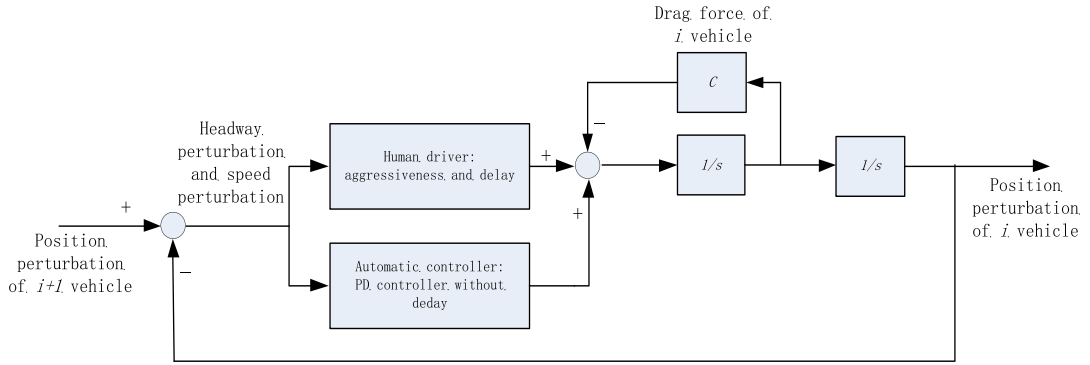 Drag force of
i vehicle
C
−
Headway
perturbation
and speed
perturbation
Human driver:
aggressiveness and delay
+
1/s
1/s
+
+
Position
perturbation
of i+1 vehicle
−
Automatic controller:
PD controller without
deday
Position
perturbation
of i vehicle